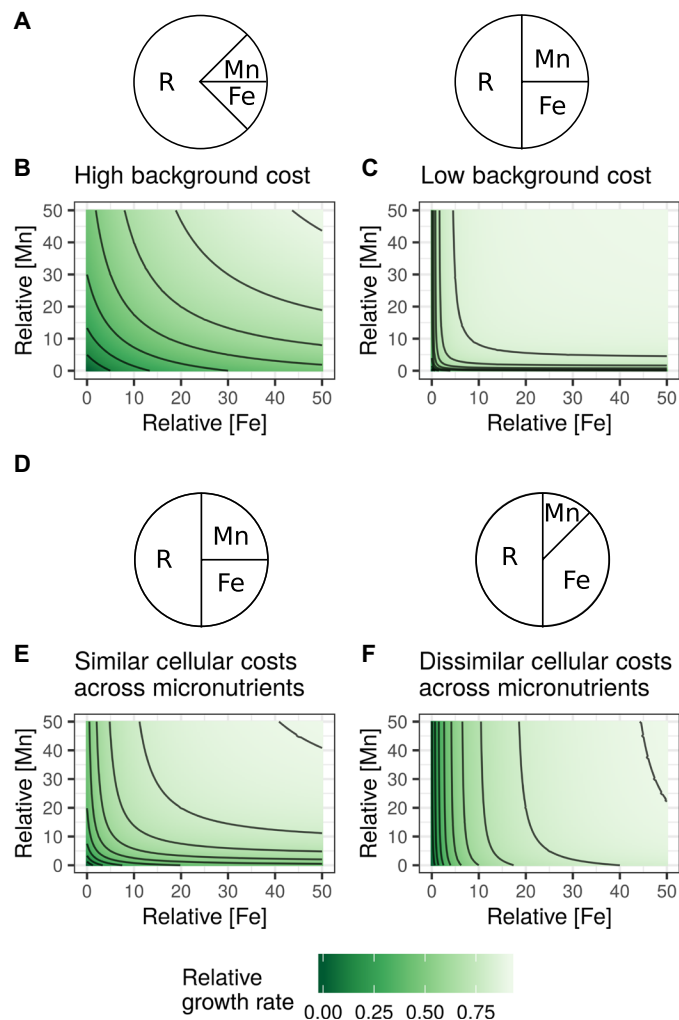 A
R
Mn
Fe
R
Mn
Fe
B
High background cost
C
Low background cost
Relative [Mn]
50
40
30
20
10
0
0 10 20 30 40 50
Relative [Fe]
Relative [Mn]
50
40
30
20
10
0
0 10 20 30 40 50
Relative [Fe]
D
R
Mn
Fe
R
Mn
Fe
E
Similar cellular costs
across micronutrients
F
Dissimilar cellular costs
across micronutrients
Relative [Mn]
50
40
30
20
10
0
0 10 20 30 40 50
Relative [Fe]
Relative [Mn]
50
40
30
20
10
0
0 10 20 30 40 50
Relative [Fe]
Relative
growth rate
0.00 0.25 0.50 0.75